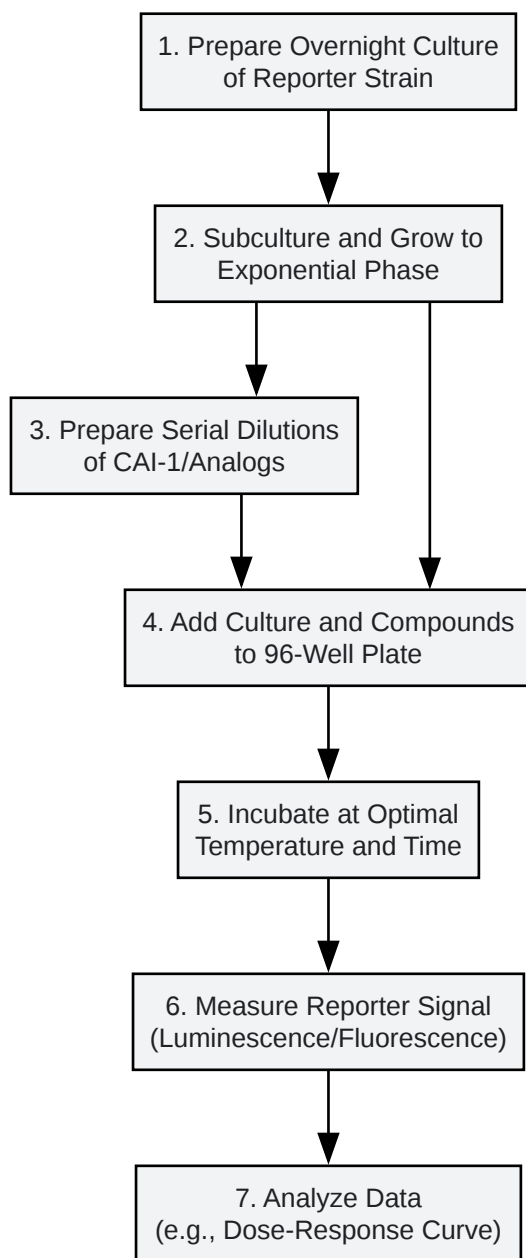 1. Prepare Overnight Culture
of Reporter Strain
2. Subculture and Grow to
Exponential Phase
3. Prepare Serial Dilutions
of CAI-1/Analogs
4. Add Culture and Compounds
to 96-Well Plate
5. Incubate at Optimal
Temperature and Time
6. Measure Reporter Signal
(Luminescence/Fluorescence)
7. Analyze Data
(e.g., Dose-Response Curve)